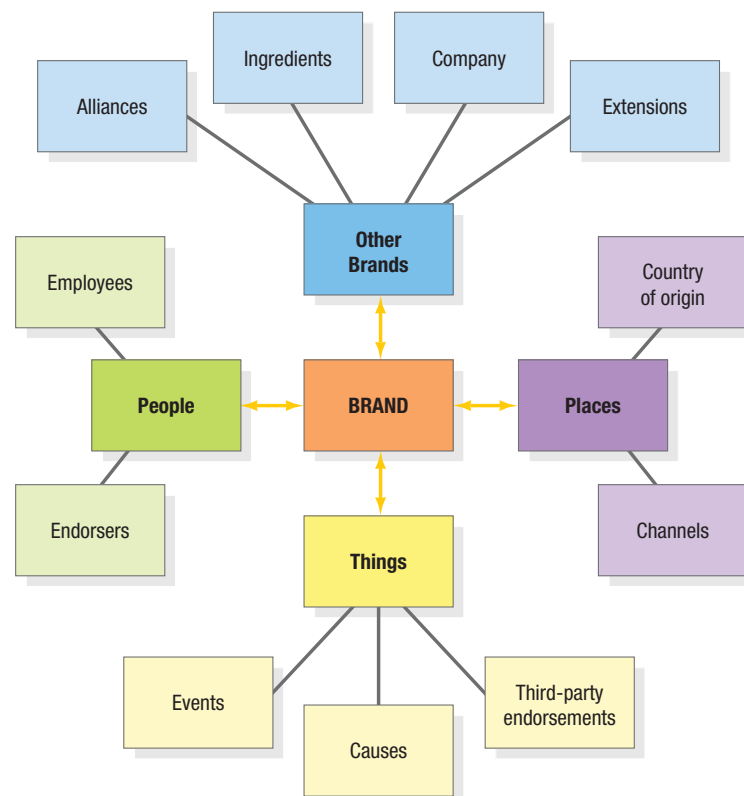 Ingredients
Company
Alliances
Extensions
Other
Brands
Employees
Country
of origin
People
BRAND
Places
Endorsers
Channels
Things
Events
Causes
Third-party
endorsements